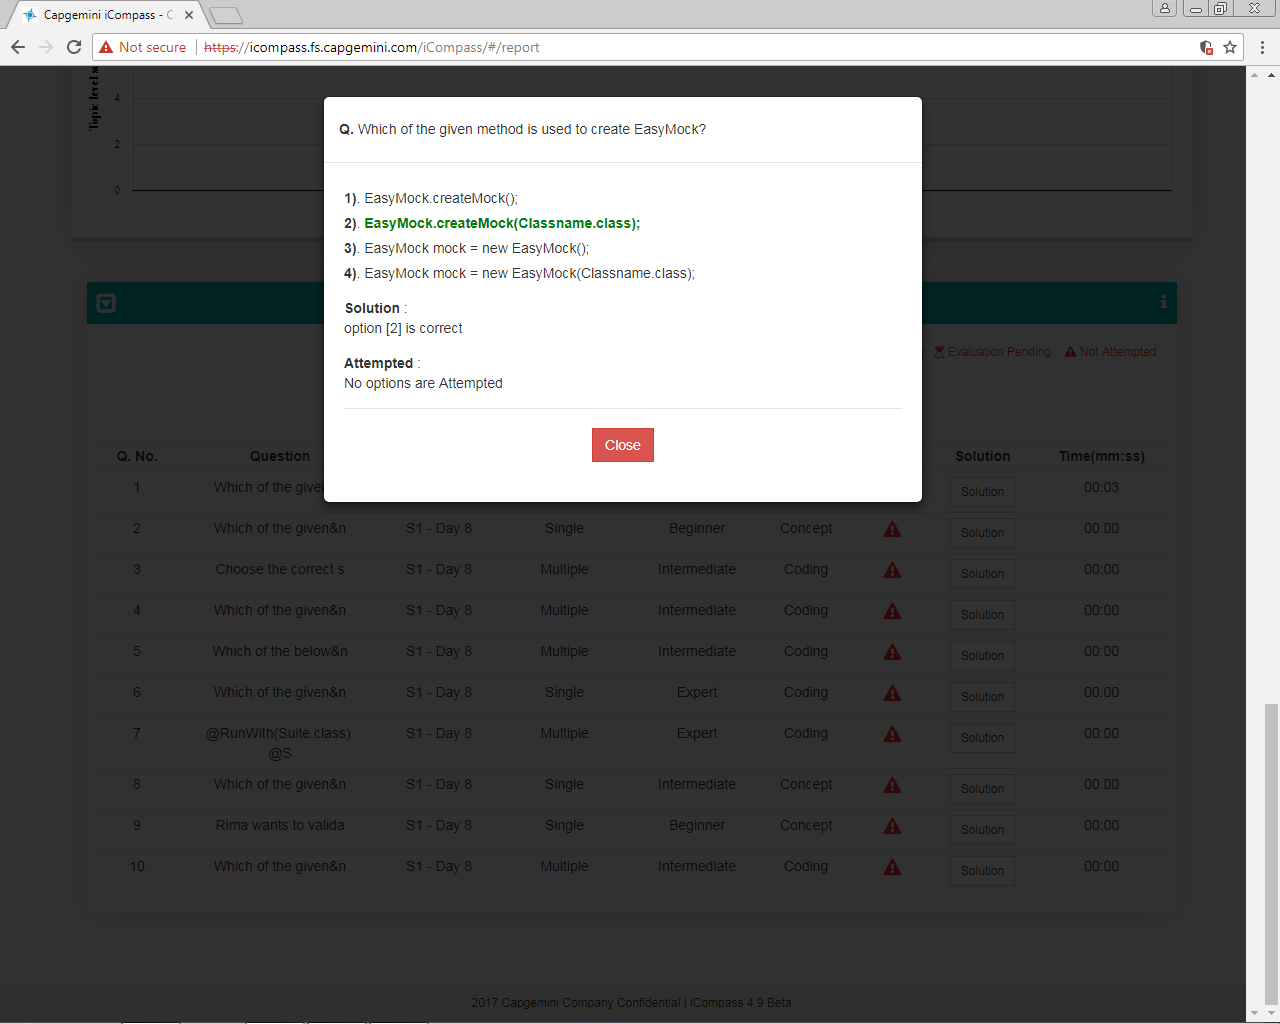 Capgemini iCompass - C
Not secure
https://icompass.fs.capgemini.com/iCompass/#/report
Topic level s
4
2
0
Q. Which of the given method is used to create EasyMock?
1). EasyMock.createMock();
2). EasyMock.createMock(Classname.class);
3). EasyMock mock = new EasyMock();
4). EasyMock mock = new EasyMock(Classname.class);
Solution :
option [2] is correct
Attempted :
No options are Attempted
Close
Evaluation Pending Not Attempted
Q. No. Question Solution Time(mm:ss)
1 Which of the give Solution 00:03
2 Which of the given&n S1 - Day 8 Single Beginner Concept Solution 00:00
3 Choose the correct s S1 - Day 8 Multiple Intermediate Coding Solution 00:00
4 Which of the given&n S1 - Day 8 Multiple Intermediate Coding Solution 00:00
5 Which of the below&n S1 - Day 8 Multiple Intermediate Coding Solution 00:00
6 Which of the given&n S1 - Day 8 Single Expert Coding Solution 00:00
7 @RunWith(Suite.class) S1 - Day 8 Multiple Expert Coding Solution 00:00
@S
8 Which of the given&n S1 - Day 8 Single Intermediate Concept Solution 00:00
9 Rima wants to valida S1 - Day 8 Single Beginner Concept Solution 00:00
10 Which of the given&n S1 - Day 8 Multiple Intermediate Coding Solution 00:00
2017 Capgemini Company Confidential | iCompass 4.9 Beta